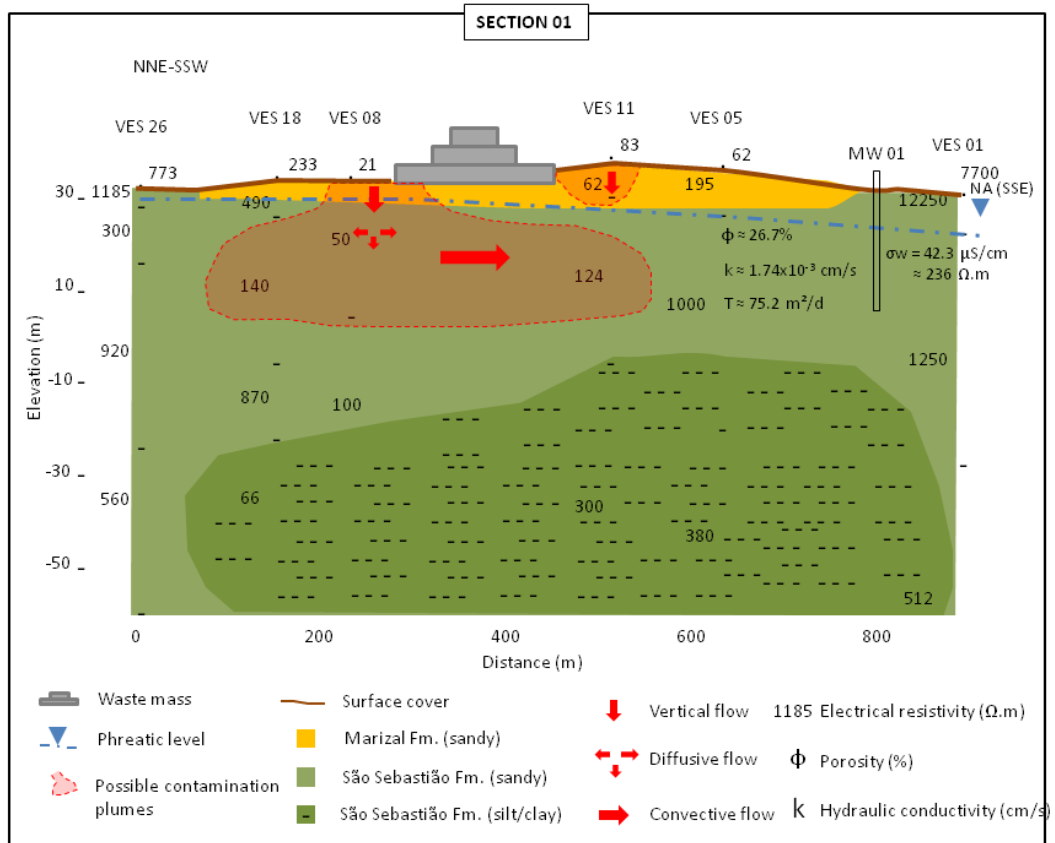 SECTION 01
NNE-SSW
VES 26
VES 18
VES 08
VES 11
VES 05
MW 01
VES 01
773
233
21
83
62
7700
NA (SSE)
30
1185
490
62
195
12250
300
50
ϕ ≈ 26.7%
σw = 42.3 µS/cm
≈ 236 Ω.m
k ≈ 1.74x10⁻³ cm/s
10
140
124
1000
T ≈ 75.2 m²/d
920
1250
-10
870
100
-30
560
66
300
380
-50
512
Elevation (m)
0
200
400
600
800
Distance (m)
Waste mass
Surface cover
Vertical flow
1185 Electrical resistivity (Ω.m)
Phreatic level
Marizal Fm. (sandy)
Diffusive flow
ϕ Porosity (%)
Possible contamination
plumes
São Sebastião Fm. (sandy)
São Sebastião Fm. (silt/clay)
Convective flow
k Hydraulic conductivity (cm/s)